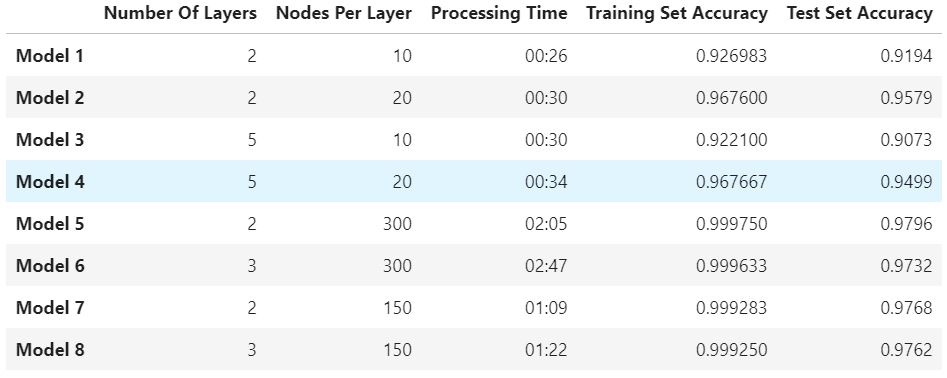 Number Of Layers Nodes Per Layer Processing Time Training Set Accuracy Test Set Accuracy
Model 1 2 10 00:26 0.926983 0.9194
Model 2 2 20 00:30 0.967600 0.9579
Model 3 5 10 00:30 0.922100 0.9073
Model 4 5 20 00:34 0.967667 0.9499
Model 5 2 300 02:05 0.999750 0.9796
Model 6 3 300 02:47 0.999633 0.9732
Model 7 2 150 01:09 0.999283 0.9768
Model 8 3 150 01:22 0.999250 0.9762